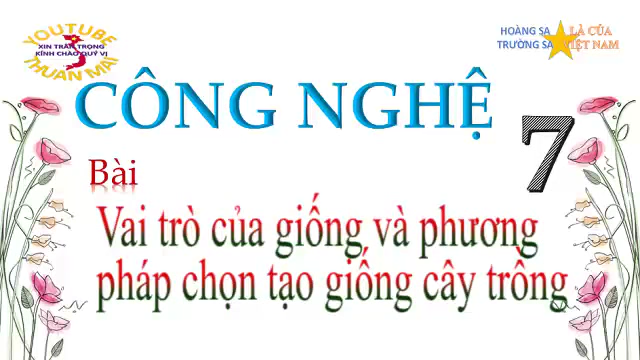 YOUTUBE
XIN TRÂN TRỌNG
KÍNH CHÀO QUÝ VỊ
THUẬN MAI
HOÀNG SA LÀ CỦA
TRƯỜNG SA VIỆT NAM
CÔNG NGHỆ
7
Bài
Vai trò của giống và phương
pháp chọn tạo giống cây trồng